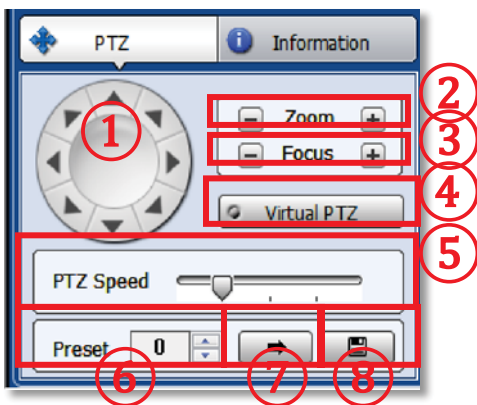 PTZ
Information
1
2
Zoom
3
Focus
4
Virtual PTZ
5
PTZ Speed
Preset 0
6
7
8